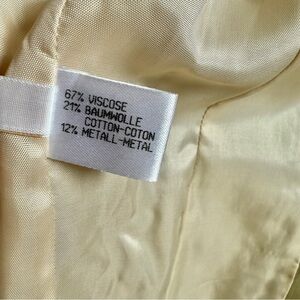 67% VISCOSE
21% BAUMWOLLE
COTTON-COTON
12% METALL-METAL